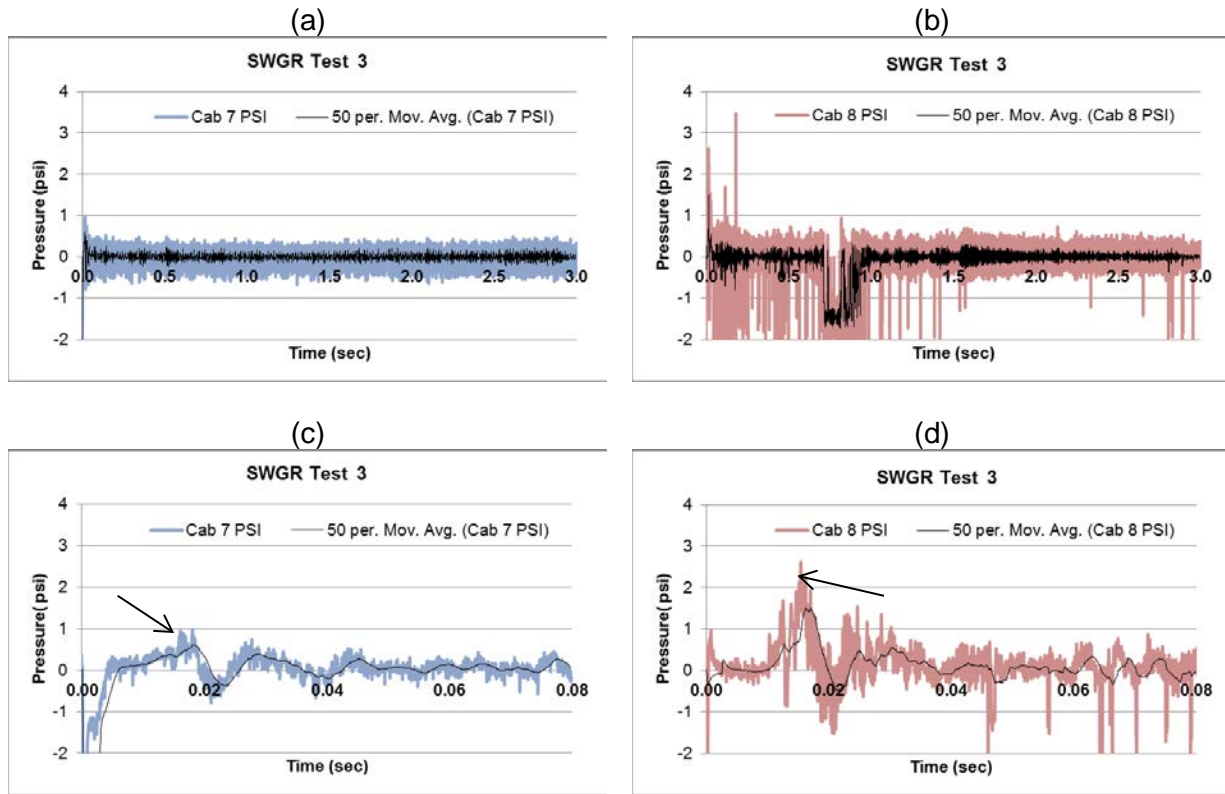 (a)
SWGR Test 3
Cab 7 PSI
50 per. Mov. Avg. (Cab 7 PSI)
4
3
2
1
0
-1
-2
Pressure (psi)
0.0 0.5 1.0 1.5 2.0 2.5 3.0
Time (sec)
(b)
SWGR Test 3
Cab 8 PSI
50 per. Mov. Avg. (Cab 8 PSI)
4
3
2
1
0
-1
-2
Pressure (psi)
0.0 0.5 1.0 1.5 2.0 2.5 3.0
Time (sec)
(c)
SWGR Test 3
Cab 7 PSI
50 per. Mov. Avg. (Cab 7 PSI)
4
3
2
1
0
-1
-2
Pressure( psi)
0.00 0.02 0.04 0.06 0.08
Time (sec)
(d)
SWGR Test 3
Cab 8 PSI
50 per. Mov. Avg. (Cab 8 PSI)
4
3
2
1
0
-1
-2
Pressure( psi)
0.00 0.02 0.04 0.06 0.08
Time (sec)